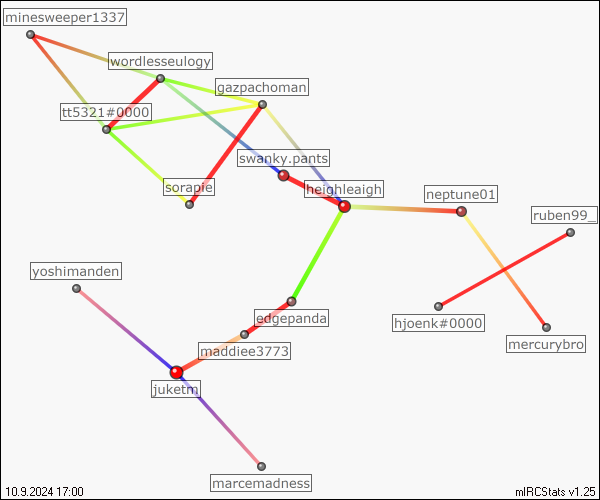 minesweeper1337
wordlesseulogy
gazpachoman
tt5321#0000
swanky.pants
sorapie
heighleaigh
neptune01
ruben99_
yoshimanden
edgepanda
hjoenk#0000
maddiee3773
mercurybro
juketm
marcemadness
10.9.2024 17:00
mIRCStats v1.25